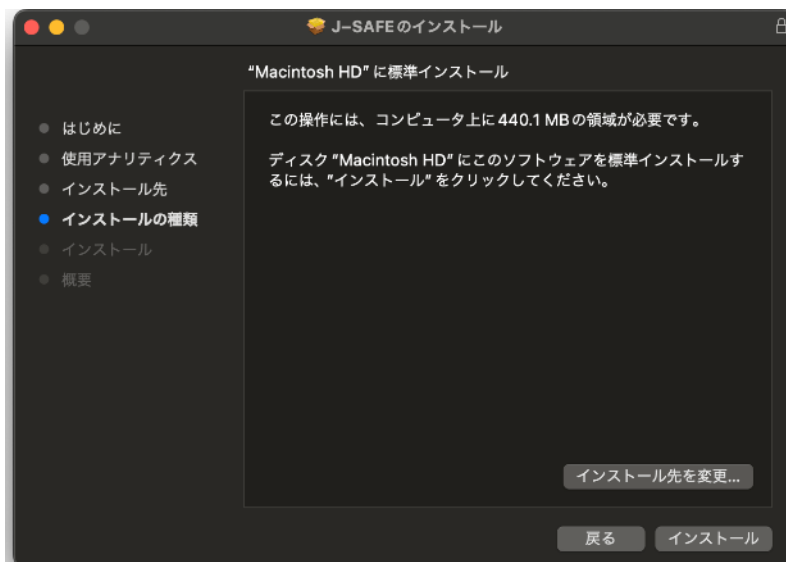 J-SAFEのインストール
"Macintosh HD" に標準インストール
はじめに
使用アナリティクス
インストール先
インストールの種類
インストール
概要
この操作には、コンピュータ上に440.1 MBの領域が必要です。
ディスク "Macintosh HD" にこのソフトウェアを標準インストールす
るには、"インストール" をクリックしてください。
インストール先を変更...
戻る
インストール